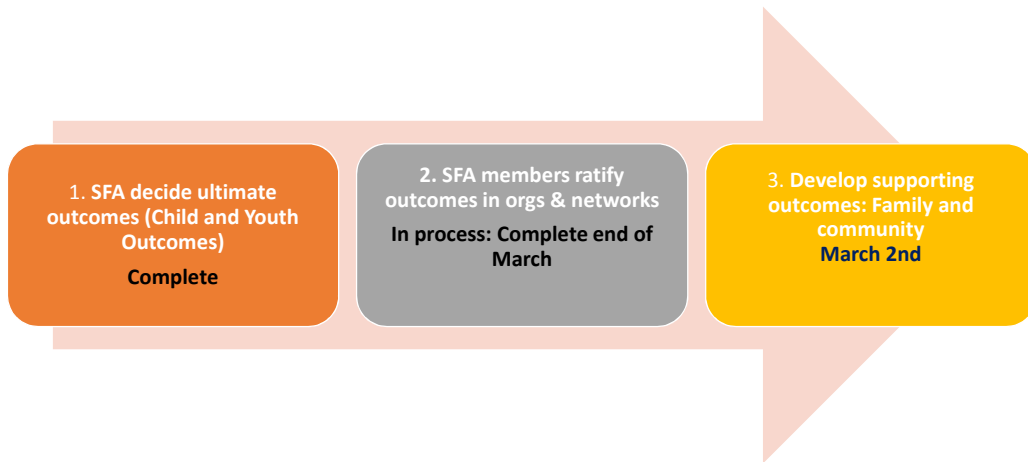 1. SFA decide ultimate
outcomes (Child and Youth
Outcomes)
Complete
2. SFA members ratify
outcomes in orgs & networks
In process: Complete end of
March
3. Develop supporting
outcomes: Family and
community
March 2nd